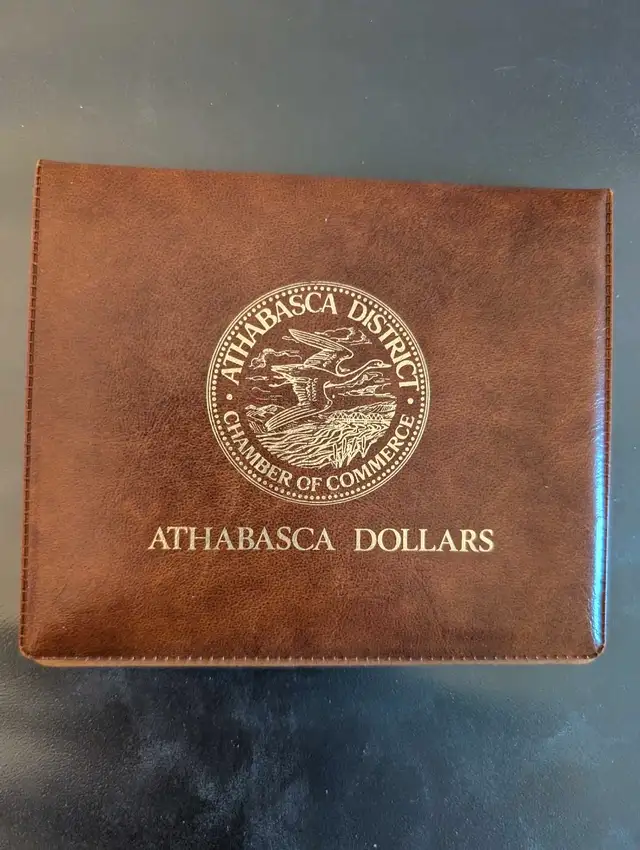 ATHABASCA DISTRICT
CHAMBER OF COMMERCE
ATHABASCA DOLLARS